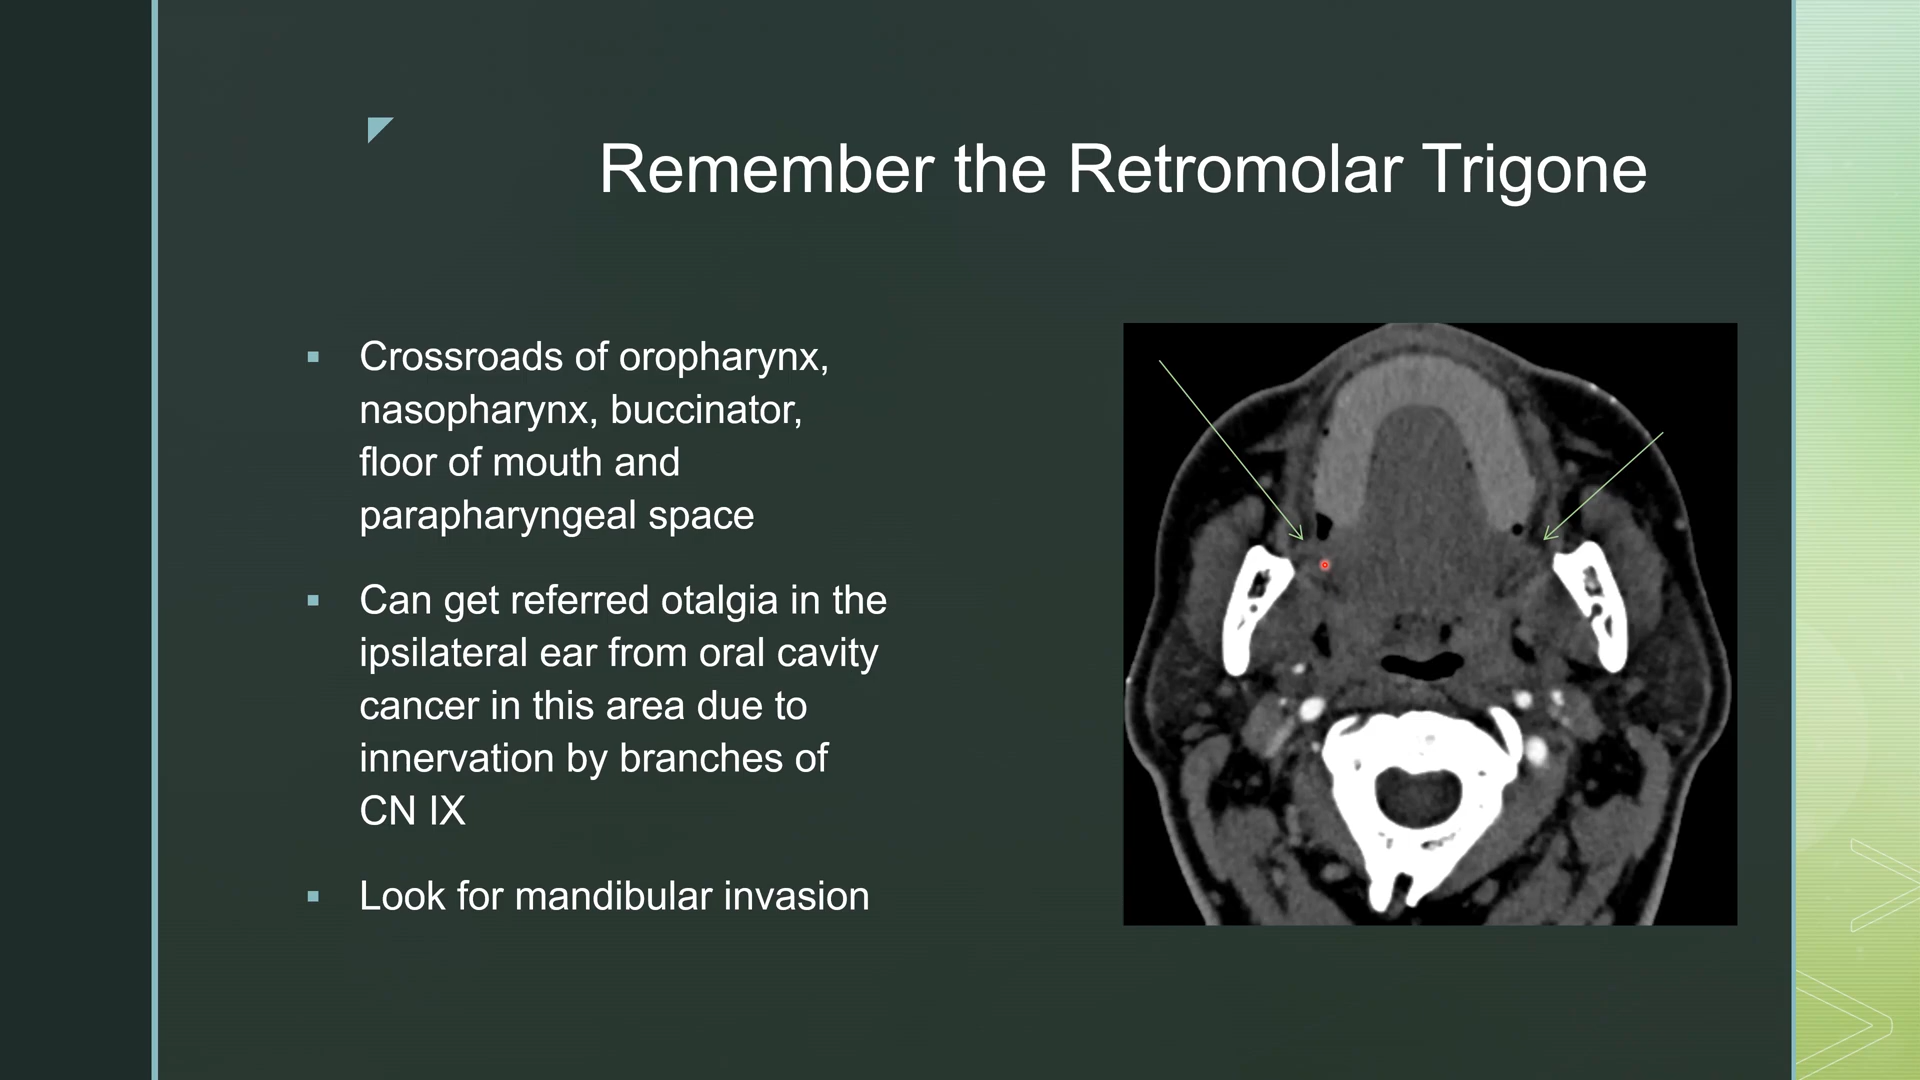 Remember the Retromolar Trigone
▪ Crossroads of oropharynx,
nasopharynx, buccinator,
floor of mouth and
parapharyngeal space
▪ Can get referred otalgia in the
ipsilateral ear from oral cavity
cancer in this area due to
innervation by branches of
CN IX
▪ Look for mandibular invasion